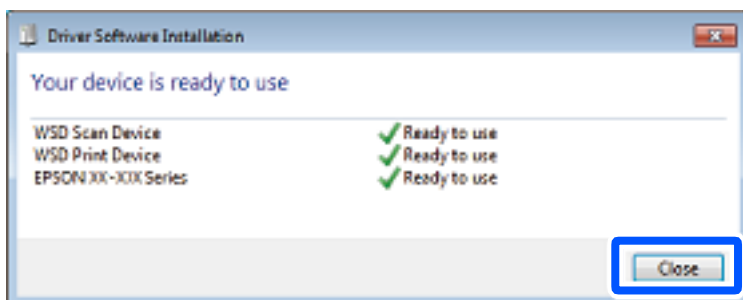 Driver Software Installation
Your device is ready to use
WSD Scan Device Ready to use
WSD Print Device Ready to use
EPSON XX-XXX Series Ready to use
Close